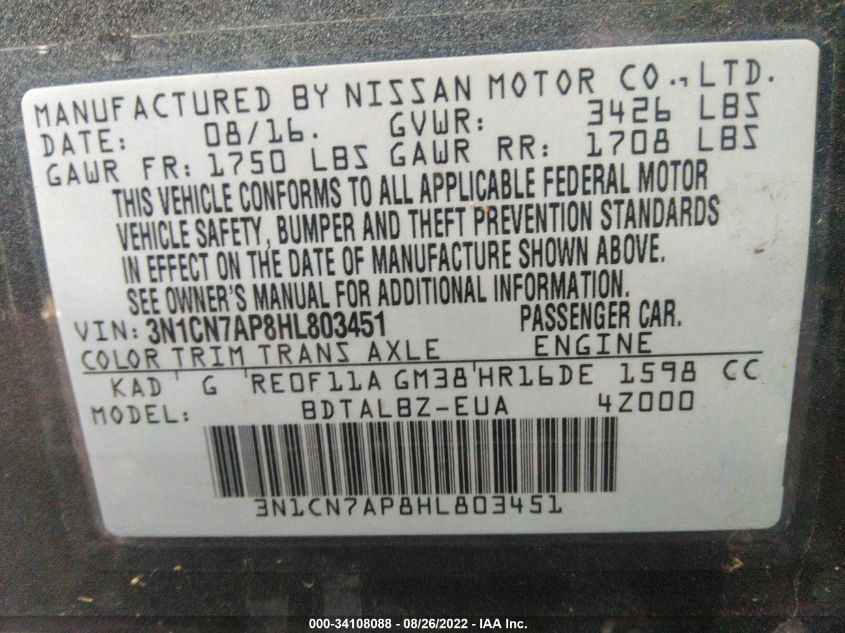 MANUFACTURED BY NISSAN MOTOR CO., LTD.
DATE: 08/16. GVWR: 3426 LBS
GAWR FR: 1750 LBS GAWR RR: 1708 LBS
THIS VEHICLE CONFORMS TO ALL APPLICABLE FEDERAL MOTOR
VEHICLE SAFETY, BUMPER AND THEFT PREVENTION STANDARDS
IN EFFECT ON THE DATE OF MANUFACTURE SHOWN ABOVE.
SEE OWNER'S MANUAL FOR ADDITIONAL INFORMATION.
VIN: 3N1CN7AP8HL803451 PASSENGER CAR.
COLOR TRIM TRANS AXLE ENGINE
KAD G RE0F11A GM38 HR16DE 1598 CC
MODEL: BDTALBZ-EUA 4Z000
3N1CN7AP8HL803451
000-34108088 - 08/26/2022 - IAA Inc.